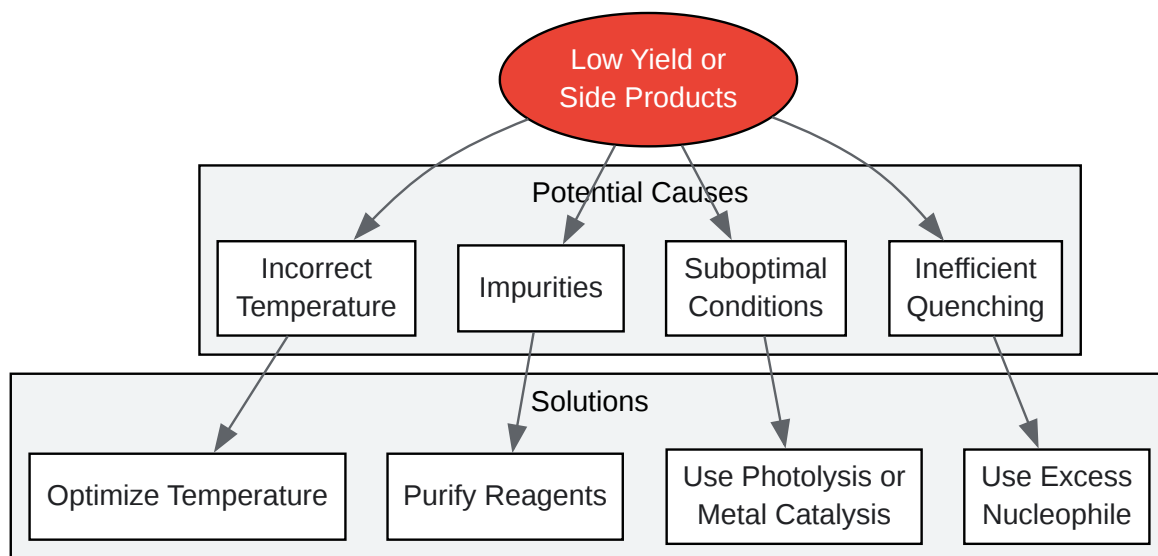 Low Yield or
Side Products
Potential Causes
Incorrect
Temperature
Impurities
Suboptimal
Conditions
Inefficient
Quenching
Solutions
Optimize Temperature
Purify Reagents
Use Photolysis or
Metal Catalysis
Use Excess
Nucleophile